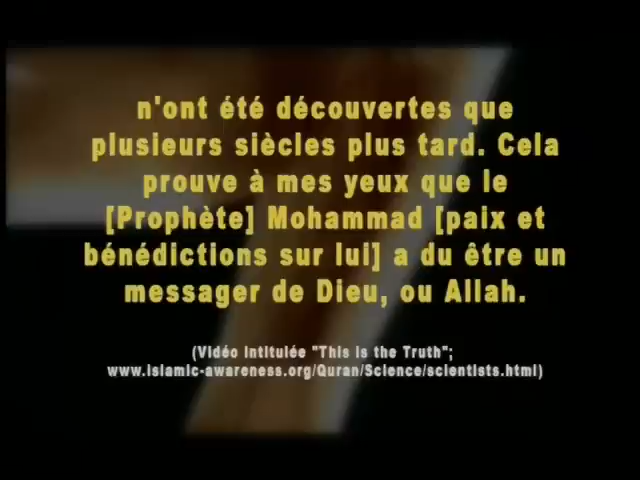 n'ont été découvertes que
plusieurs siècles plus tard. Cela
prouve à mes yeux que le
[Prophète] Mohammad [paix et
bénédictions sur lui] a du être un
messager de Dieu, ou Allah.
(Vidéo intitulée "This is the Truth";
www.islamic-awareness.org/Quran/Science/scientists.html)